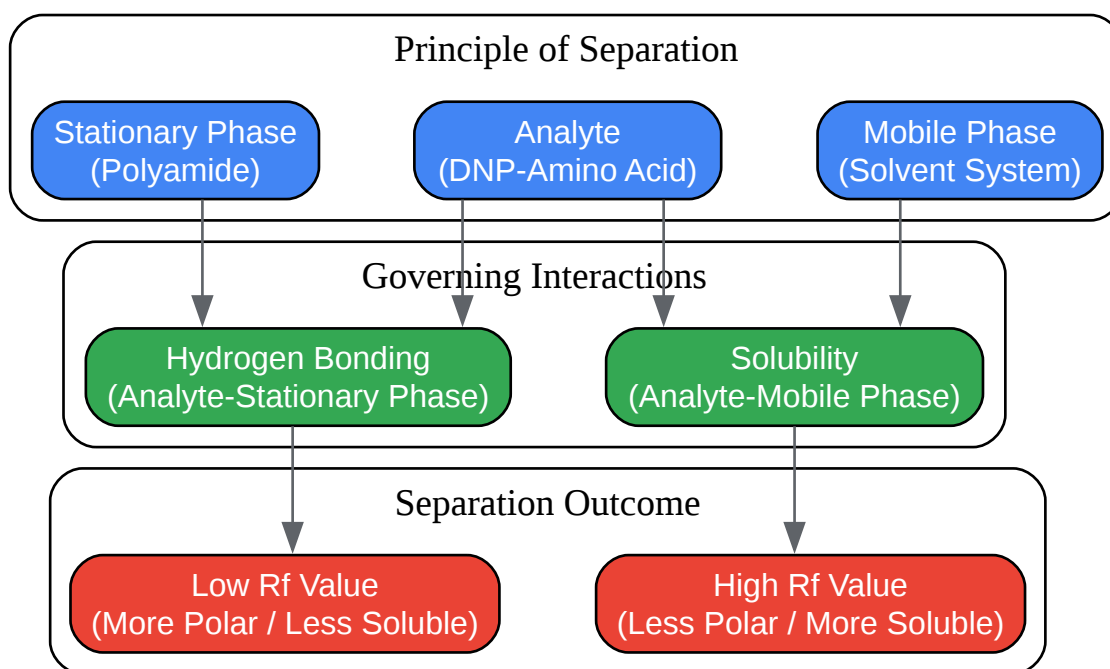 Principle of Separation
Stationary Phase
(Polyamide)
Analyte
(DNP-Amino Acid)
Mobile Phase
(Solvent System)
Governing Interactions
Hydrogen Bonding
(Analyte-Stationary Phase)
Solubility
(Analyte-Mobile Phase)
Separation Outcome
Low Rf Value
(More Polar / Less Soluble)
High Rf Value
(Less Polar / More Soluble)